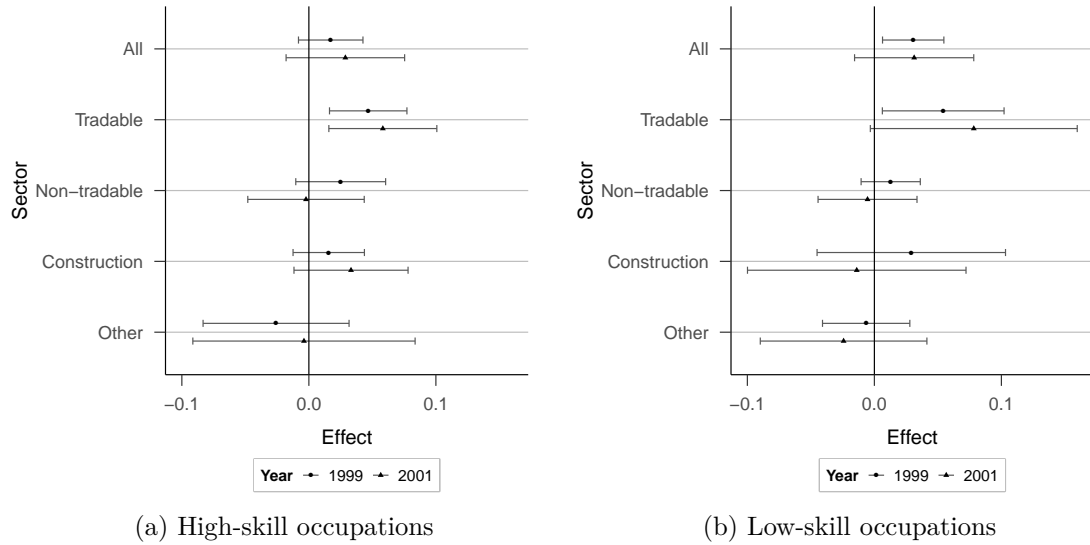 All
Tradable
Non−tradable
Construction
Other
Sector
−0.1 0.0 0.1
Effect
Year 1999 2001
(a) High-skill occupations
All
Tradable
Non−tradable
Construction
Other
Sector
−0.1 0.0 0.1
Effect
Year 1999 2001
(b) Low-skill occupations